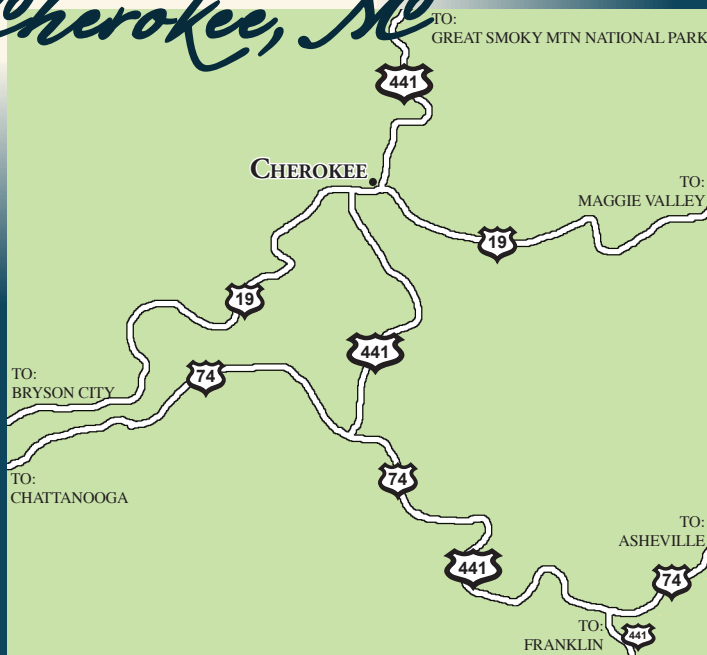 Cherokee, NC
TO:
GREAT SMOKY MTN NATIONAL PARK
441
CHEROKEE
TO:
MAGGIE VALLEY
19
19
441
74
TO:
BRYSON CITY
74
TO:
CHATTANOOGA
TO:
ASHEVILLE
441
74
TO:
FRANKLIN
441